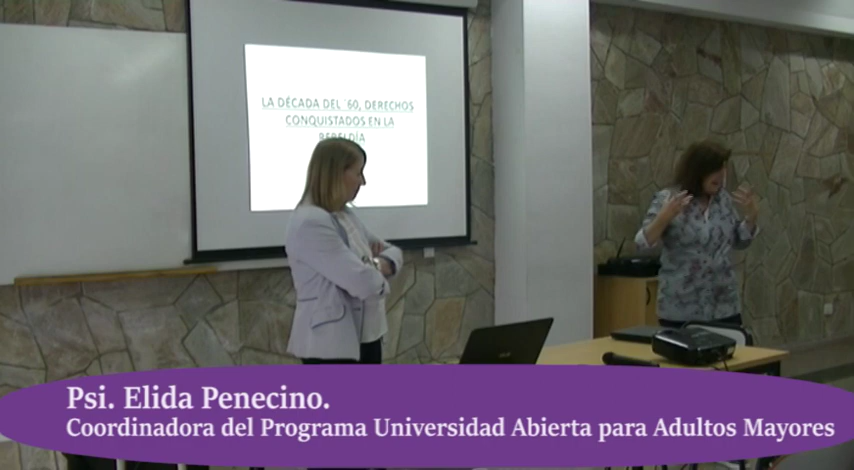 LA DÉCADA DEL ´60, DERECHOS
CONQUISTADOS EN LA
REBELDÍA
Psi. Elida Penecino.
Coordinadora del Programa Universidad Abierta para Adultos Mayores